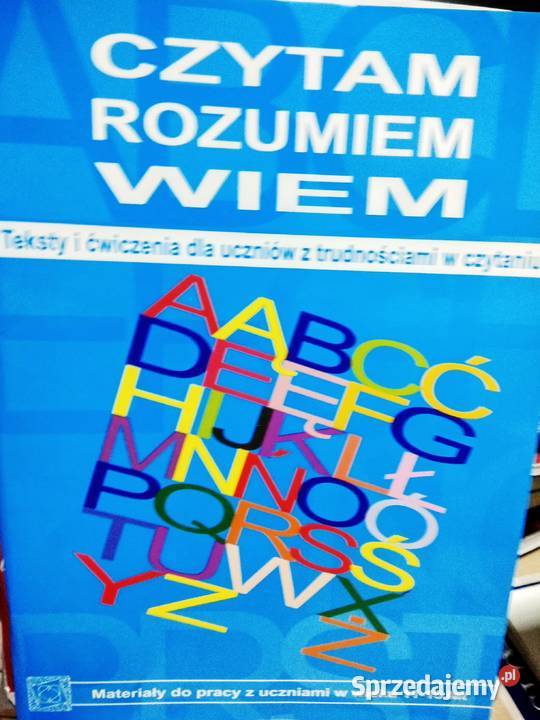 CZYTAM
ROZUMIEM
WIEM
Teksty i ćwiczenia dla uczniów z trudnościami w czytaniu
A Ą B C Ć
D E Ę F G
H I J K L Ł
M N Ń O Ó
P Q R S Ś
T U W X
Y Z Ż
Materiały do pracy z uczniami w
Sprzedajemy.pl